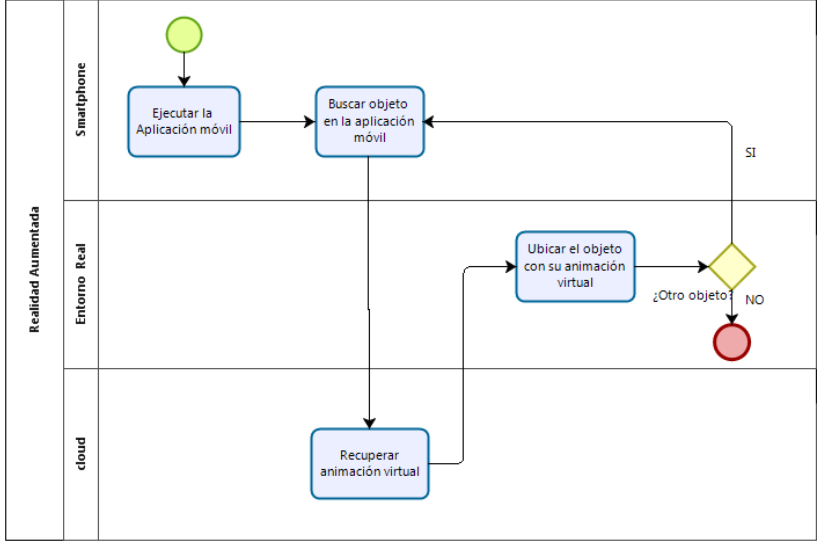 Realidad Aumentada
Smartphone
Ejecutar la
Aplicación móvil
Buscar objeto
en la aplicación
móvil
SI
Entorno Real
Ubicar el objeto
con su animación
virtual
¿Otro objeto?
NO
cloud
Recuperar
animación virtual